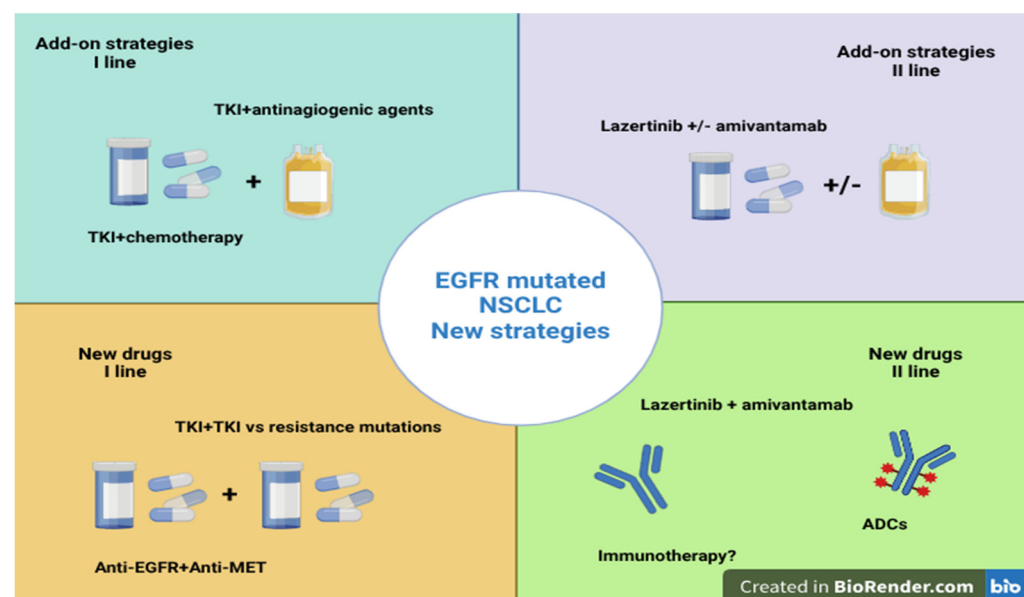 Add-on strategies
I line
TKI+antinagiogenic agents
+
TKI+chemotherapy
Add-on strategies
II line
Lazertinib +/- amivantamab
+/-
EGFR mutated
NSCLC
New strategies
New drugs
I line
TKI+TKI vs resistance mutations
+
Anti-EGFR+Anti-MET
New drugs
II line
Lazertinib + amivantamab
ADCs
Immunotherapy?
Created in BioRender.com bio